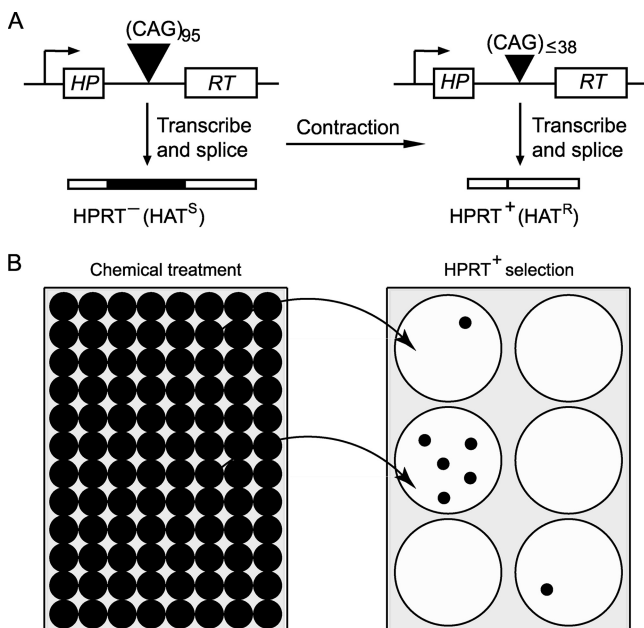 A
(CAG)95
(CAG)≤38
HP
RT
HP
RT
Transcribe
and splice
Contraction
Transcribe
and splice
HPRT⁻ (HATˢ)
HPRT⁺ (HATᴿ)
B
Chemical treatment
HPRT⁺ selection